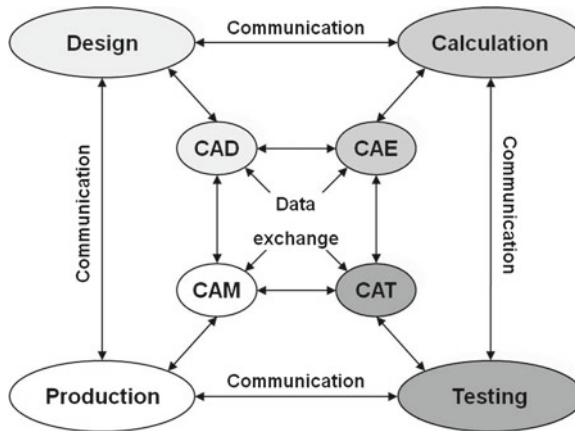 Design
Communication
Calculation
CAD
CAE
Communication
Data
Communication
exchange
CAM
CAT
Production
Communication
Testing